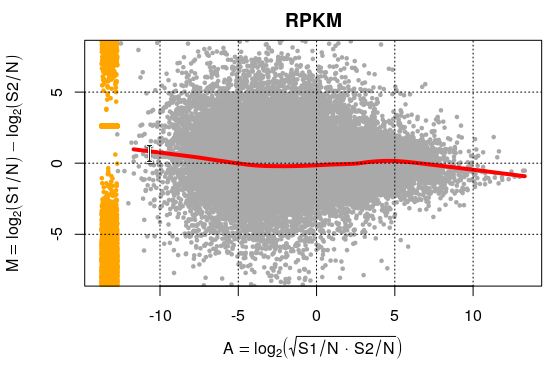 RPKM
M = log₂(S1/N) − log₂(S2/N)
5
0
-5
-10 -5 0 5 10
A = log₂(√S1/N · S2/N)